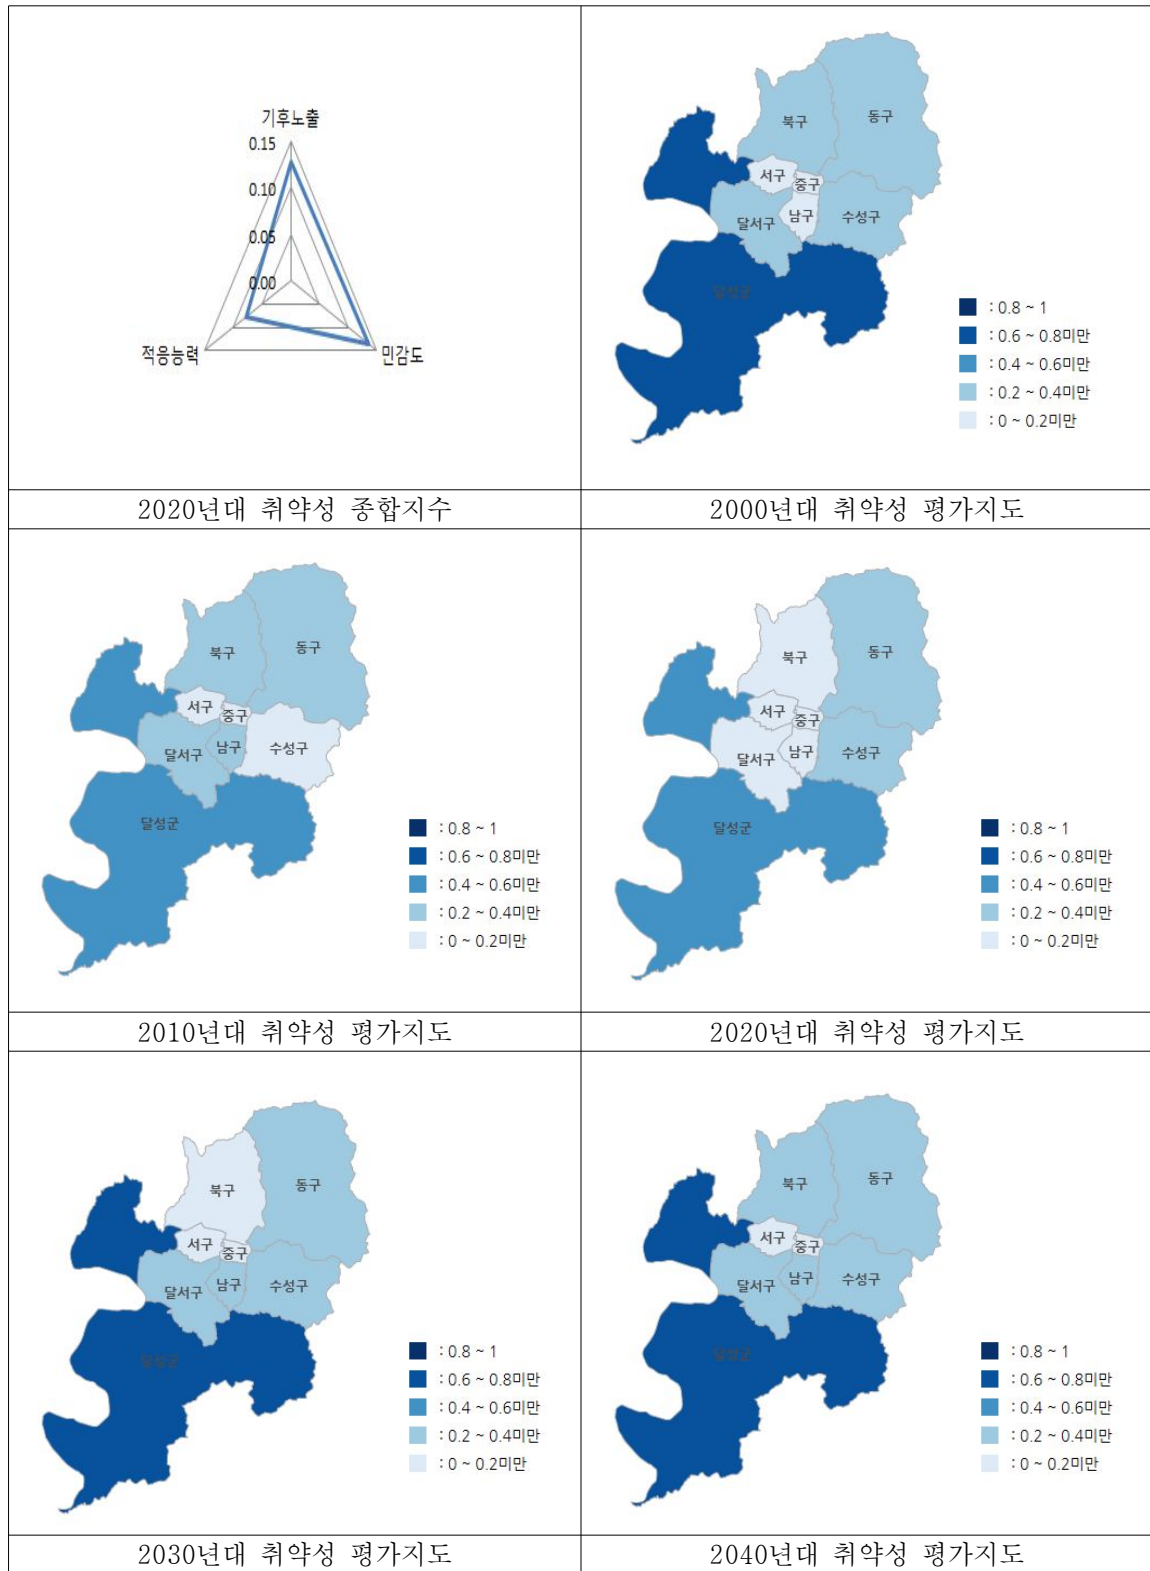 기후노출
0.15
0.10
0.05
0.00
적응능력
민감도
2020년대 취약성 종합지수
북구
동구
서구
중구
달서구
남구
수성구
달성군
: 0.8 ~ 1
: 0.6 ~ 0.8미만
: 0.4 ~ 0.6미만
: 0.2 ~ 0.4미만
: 0 ~ 0.2미만
2000년대 취약성 평가지도
북구
동구
서구
중구
달서구
남구
수성구
달성군
: 0.8 ~ 1
: 0.6 ~ 0.8미만
: 0.4 ~ 0.6미만
: 0.2 ~ 0.4미만
: 0 ~ 0.2미만
2010년대 취약성 평가지도
북구
동구
서구
중구
달서구
남구
수성구
달성군
: 0.8 ~ 1
: 0.6 ~ 0.8미만
: 0.4 ~ 0.6미만
: 0.2 ~ 0.4미만
: 0 ~ 0.2미만
2020년대 취약성 평가지도
북구
동구
서구
중구
달서구
남구
수성구
달성군
: 0.8 ~ 1
: 0.6 ~ 0.8미만
: 0.4 ~ 0.6미만
: 0.2 ~ 0.4미만
: 0 ~ 0.2미만
2030년대 취약성 평가지도
북구
동구
서구
중구
달서구
남구
수성구
달성군
: 0.8 ~ 1
: 0.6 ~ 0.8미만
: 0.4 ~ 0.6미만
: 0.2 ~ 0.4미만
: 0 ~ 0.2미만
2040년대 취약성 평가지도